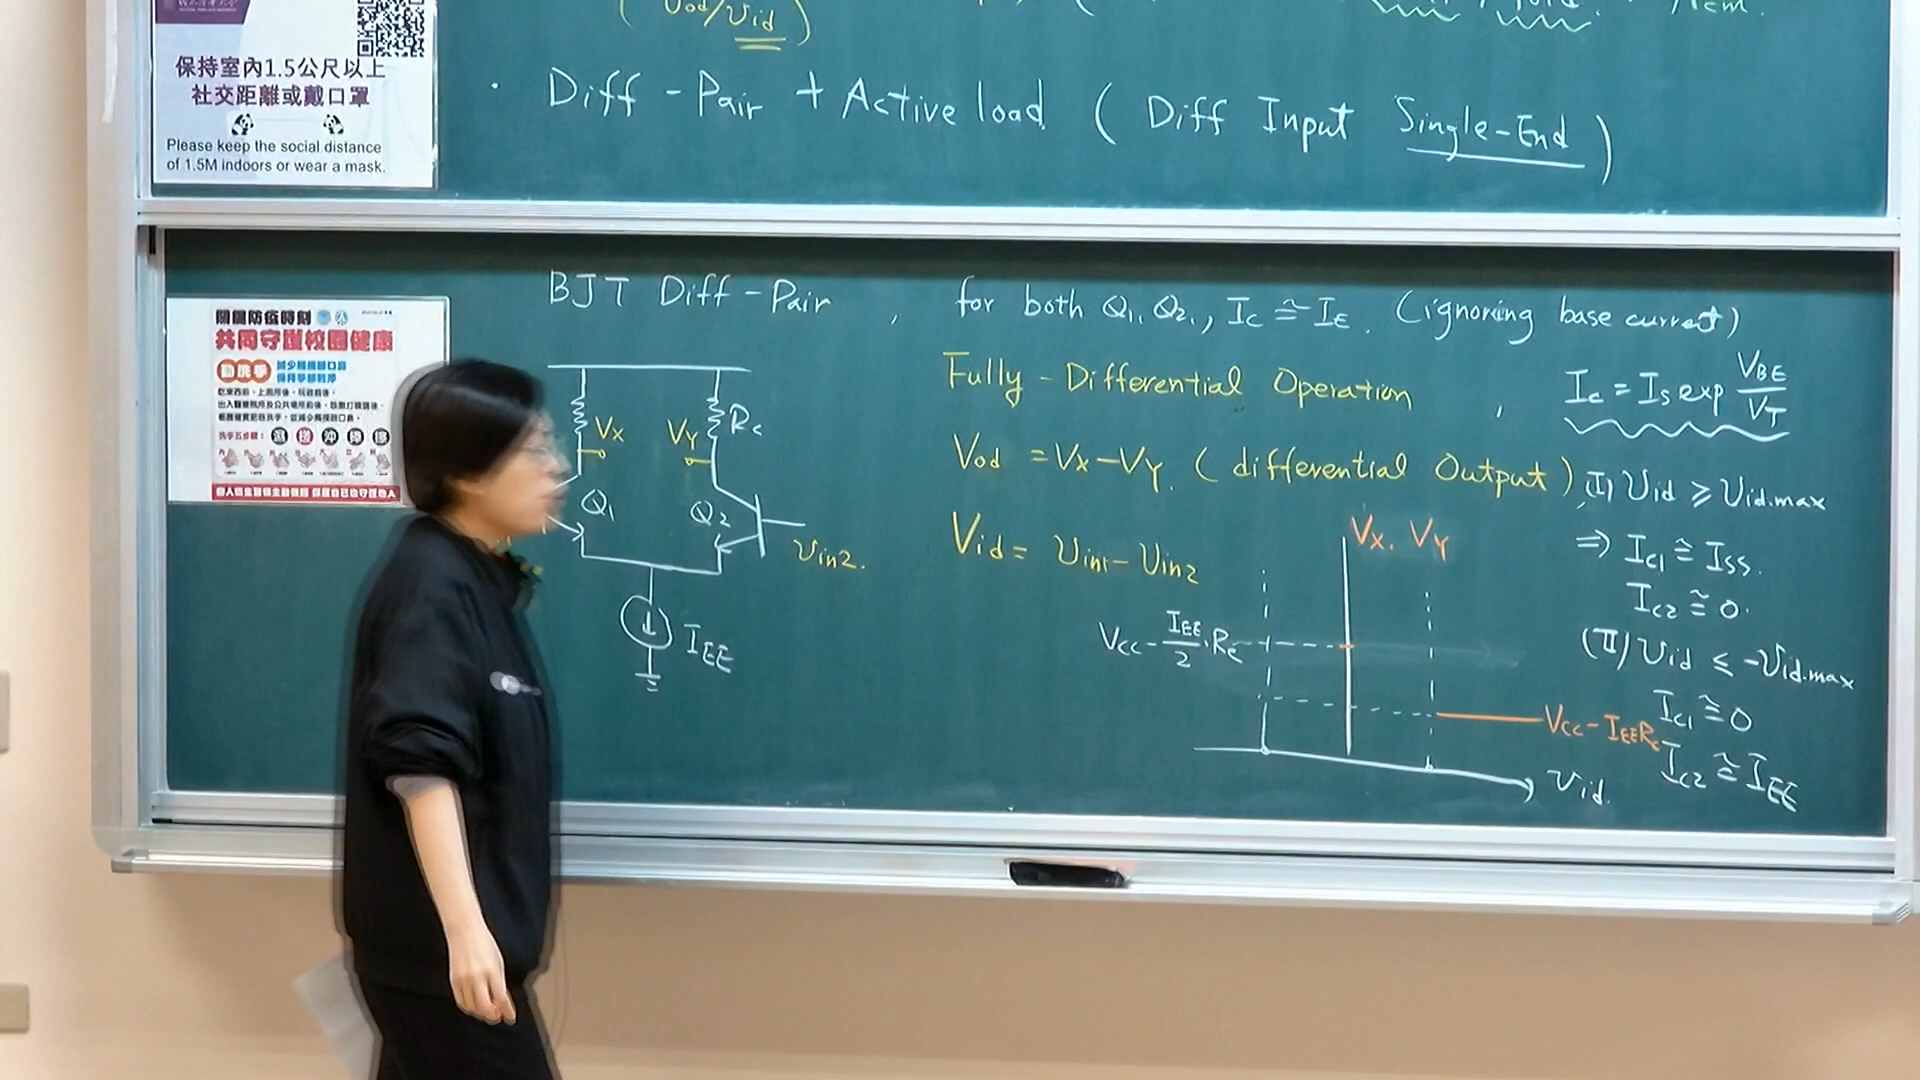 (Vod/Vid)
保持室內1.5公尺以上
社交距離或戴口罩
Please keep the social distance
of 1.5M indoors or wear a mask.
· Diff-Pair + Active load (Diff Input Single-End)
BJT Diff-Pair, for both Q1, Q2, IC ≅ IE. (ignoring base current)
共同守護校園健康
Fully-Differential Operation, Ic = Is exp VBE/VT
VX
VY
Rc
Vod = VX-VY. (differential Output),
(I) Vid ≥ Vid.max
Q1
Q2
Vin2.
Vid = Vin1-Vin2
VX, VY
⇒ Ic1 ≅ ISS.
Ic2 ≅ 0.
IEE
Vcc-IEE/2·Rc
(II) Vid ≤ -Vid.max
Ic1 ≅ 0
Vcc-IEERc
Ic2 ≅ IEE
Vid.